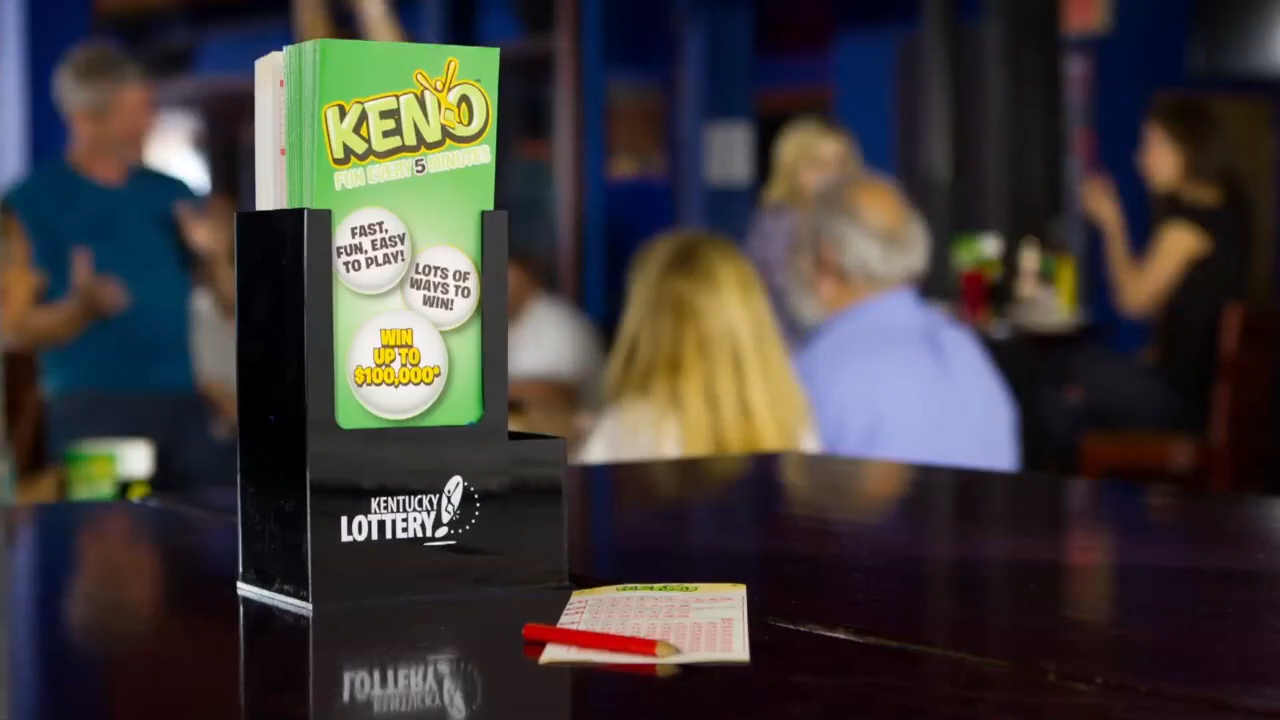 KENO
FUN EVERY 5 MINUTES
FAST,
FUN, EASY
TO PLAY!
LOTS OF
WAYS TO
WIN!
WIN
UP TO
$100,000*
KENTUCKY
LOTTERY
KENO